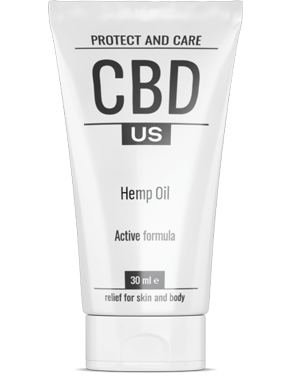 PROTECT AND CARE
CBD
US
Hemp Oil
Active formula
30 ml e
relief for skin and body